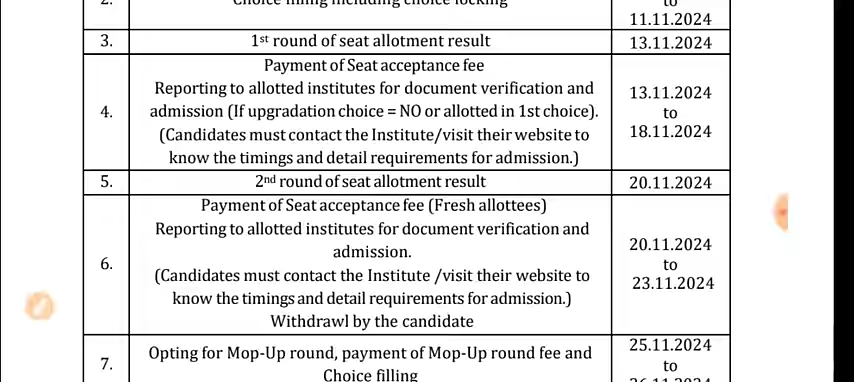 2.
Choice filling including choice locking
to
11.11.2024
3.
1st round of seat allotment result
13.11.2024
4.
Payment of Seat acceptance fee
Reporting to allotted institutes for document verification and
admission (If upgradation choice = NO or allotted in 1st choice).
(Candidates must contact the Institute/visit their website to
know the timings and detail requirements for admission.)
13.11.2024
to
18.11.2024
5.
2nd round of seat allotment result
20.11.2024
6.
Payment of Seat acceptance fee (Fresh allottees)
Reporting to allotted institutes for document verification and
admission.
(Candidates must contact the Institute /visit their website to
know the timings and detail requirements for admission.)
Withdrawl by the candidate
20.11.2024
to
23.11.2024
7.
Opting for Mop-Up round, payment of Mop-Up round fee and
Choice filling
25.11.2024
to